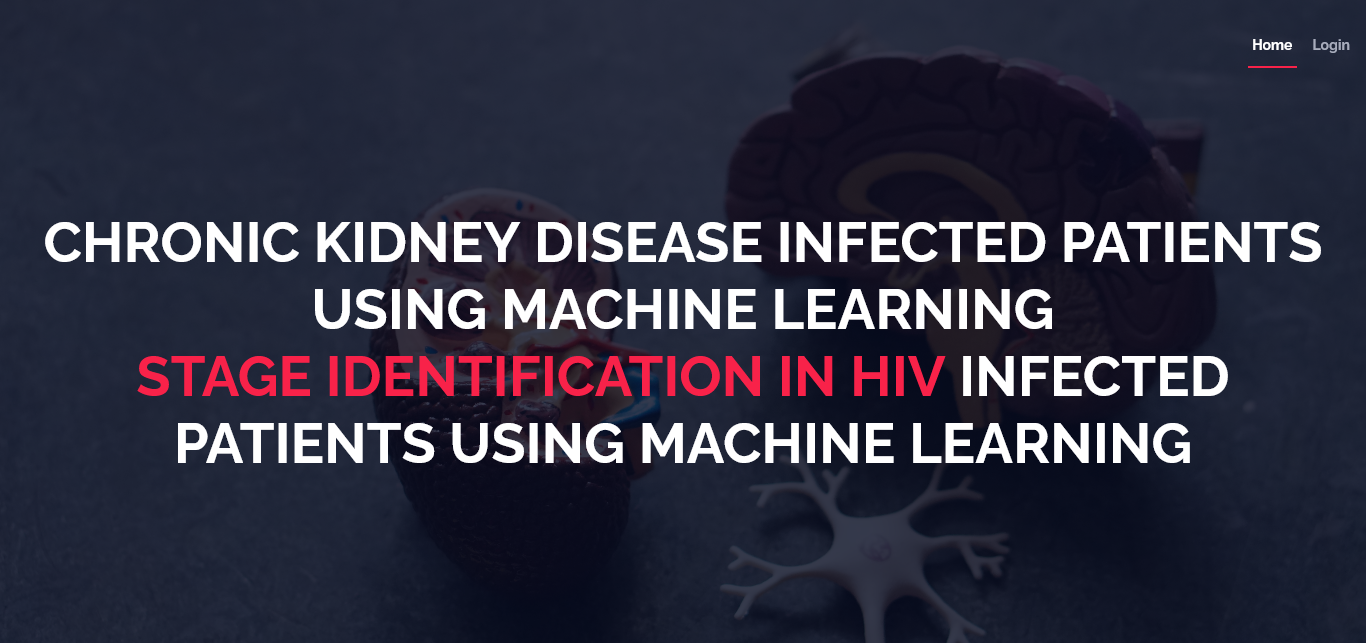 Home Login
CHRONIC KIDNEY DISEASE INFECTED PATIENTS
USING MACHINE LEARNING
STAGE IDENTIFICATION IN HIV INFECTED
PATIENTS USING MACHINE LEARNING